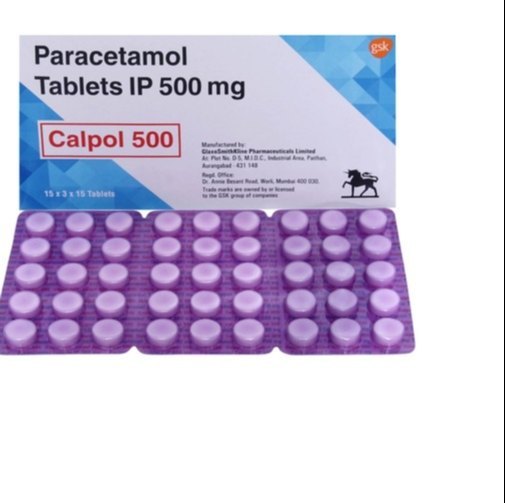 Paracetamol
Tablets IP 500 mg
gsk
Calpol 500
Manufactured by:
GlaxoSmithKline Pharmaceuticals Limited
At: Plot No. D-5, M.I.D.C., Industrial Area, Paithan,
Aurangabad - 431 148
Regd. Office:
Dr. Annie Besant Road, Worli, Mumbai 400 030.
Trade marks are owned by or licensed
to the GSK group of companies
15 x 3 x 15 Tablets